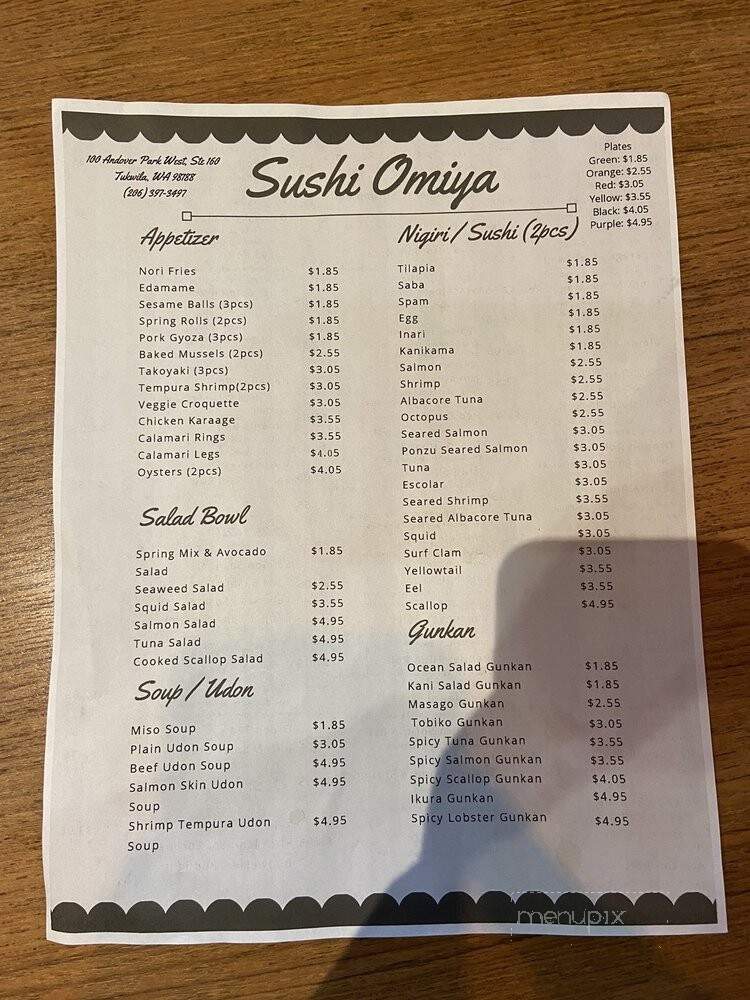 100 Andover Park West, Ste 160
Tukwila, WA 98188
(206) 397-3497
Sushi Omiya
Plates
Green: $1.85
Orange: $2.55
Red: $3.05
Yellow: $3.55
Black: $4.05
Purple: $4.95
Appetizer
Nori Fries $1.85
Edamame $1.85
Sesame Balls (3pcs) $1.85
Spring Rolls (2pcs) $1.85
Pork Gyoza (3pcs) $1.85
Baked Mussels (2pcs) $2.55
Takoyaki (3pcs) $3.05
Tempura Shrimp(2pcs) $3.05
Veggie Croquette $3.05
Chicken Karaage $3.55
Calamari Rings $3.55
Calamari Legs $4.05
Oysters (2pcs) $4.05
Salad Bowl
Spring Mix & Avocado $1.85
Salad
Seaweed Salad $2.55
Squid Salad $3.55
Salmon Salad $4.95
Tuna Salad $4.95
Cooked Scallop Salad $4.95
Soup / Udon
Miso Soup $1.85
Plain Udon Soup $3.05
Beef Udon Soup $4.95
Salmon Skin Udon $4.95
Soup
Shrimp Tempura Udon $4.95
Soup
Nigiri / Sushi (2pcs)
Tilapia $1.85
Saba $1.85
Spam $1.85
Egg $1.85
Inari $1.85
Kanikama $1.85
Salmon $2.55
Shrimp $2.55
Albacore Tuna $2.55
Octopus $2.55
Seared Salmon $3.05
Ponzu Seared Salmon $3.05
Tuna $3.05
Escolar $3.05
Seared Shrimp $3.55
Seared Albacore Tuna $3.05
Squid $3.05
Surf Clam $3.05
Yellowtail $3.55
Eel $3.55
Scallop $4.95
Gunkan
Ocean Salad Gunkan $1.85
Kani Salad Gunkan $1.85
Masago Gunkan $2.55
Tobiko Gunkan $3.05
Spicy Tuna Gunkan $3.55
Spicy Salmon Gunkan $3.55
Spicy Scallop Gunkan $4.05
Ikura Gunkan $4.95
Spicy Lobster Gunkan $4.95
menupix